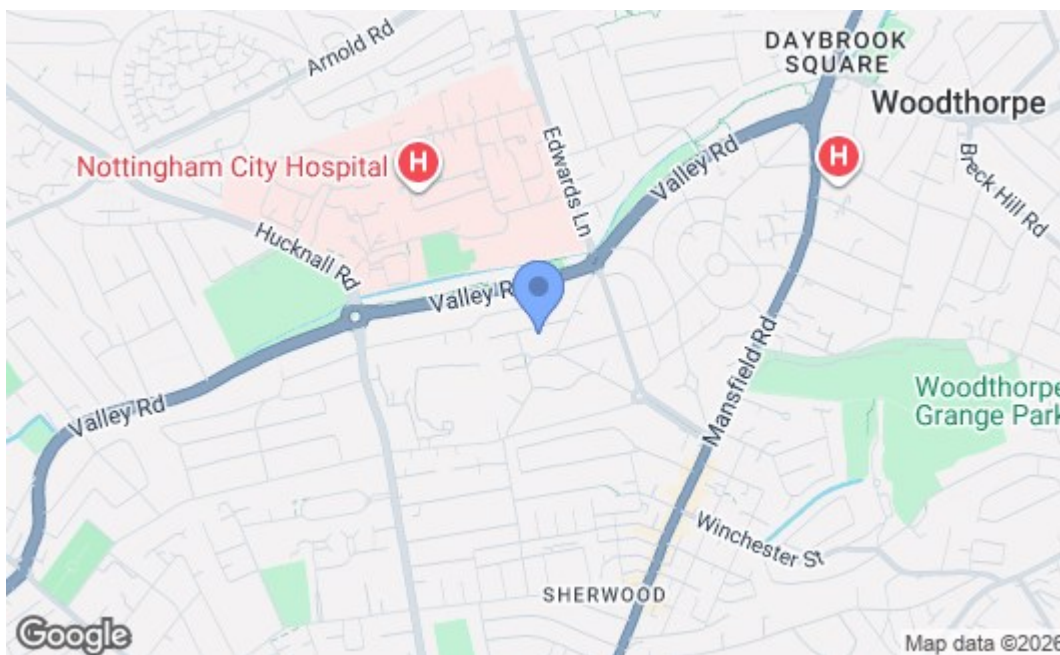 Arnold Rd
DAYBROOK
SQUARE
Woodthorpe
Nottingham City Hospital
H
H
Edwards Ln
Valley Rd
Breck Hill Rd
Hucknall Rd
Valley R
Mansfield Rd
Woodthorpe
Grange Park
Valley Rd
Winchester St
SHERWOOD
Google
Map data ©2026